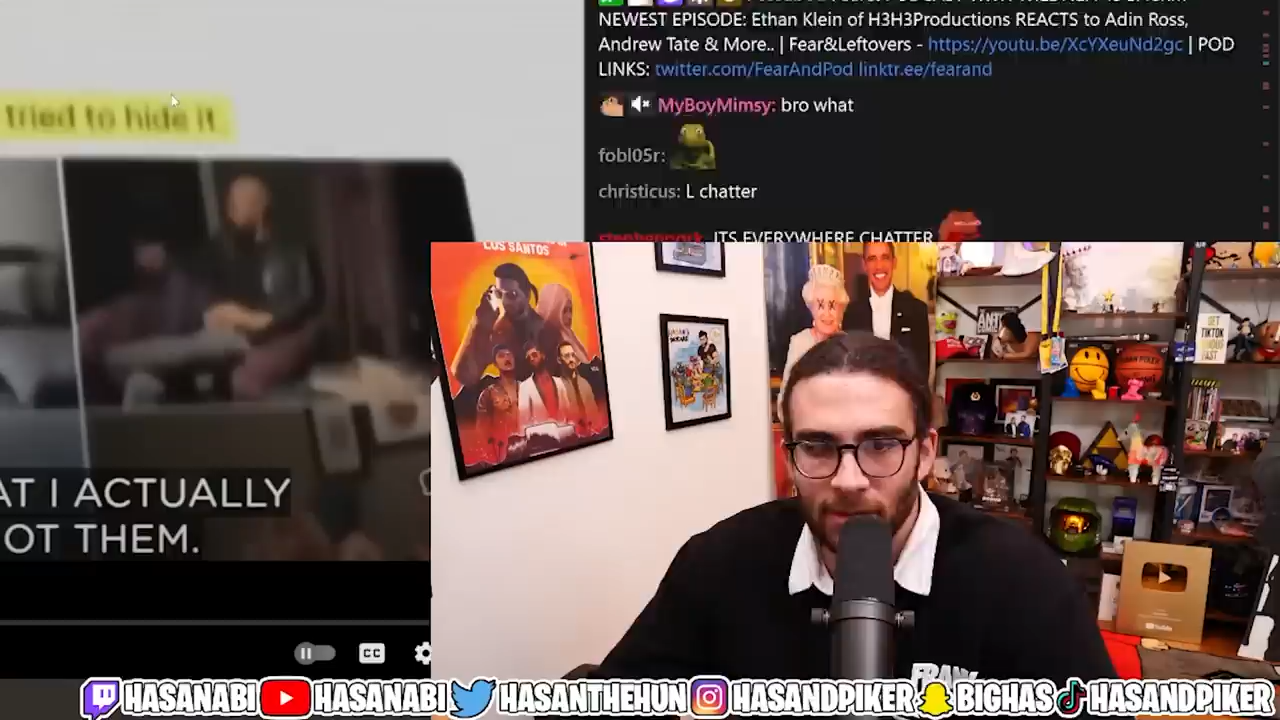 NEWEST EPISODE: Ethan Klein of H3H3Productions REACTS to Adin Ross,
Andrew Tate & More.. | Fear&Leftovers - https://youtu.be/XcYXeuNd2gc | POD
LINKS: twitter.com/FearAndPod linktr.ee/fearand
tried to hide it.
MyBoyMimsy: bro what
fobl05r:
christicus: L chatter
ITS EVERYWHERE CHATTER
LOS SANTOS
AT I ACTUALLY
OT THEM.
CC
HASANABI HASANABI HASANTHEHUN HASANDPIKER BIGHAS HASANDPIKER